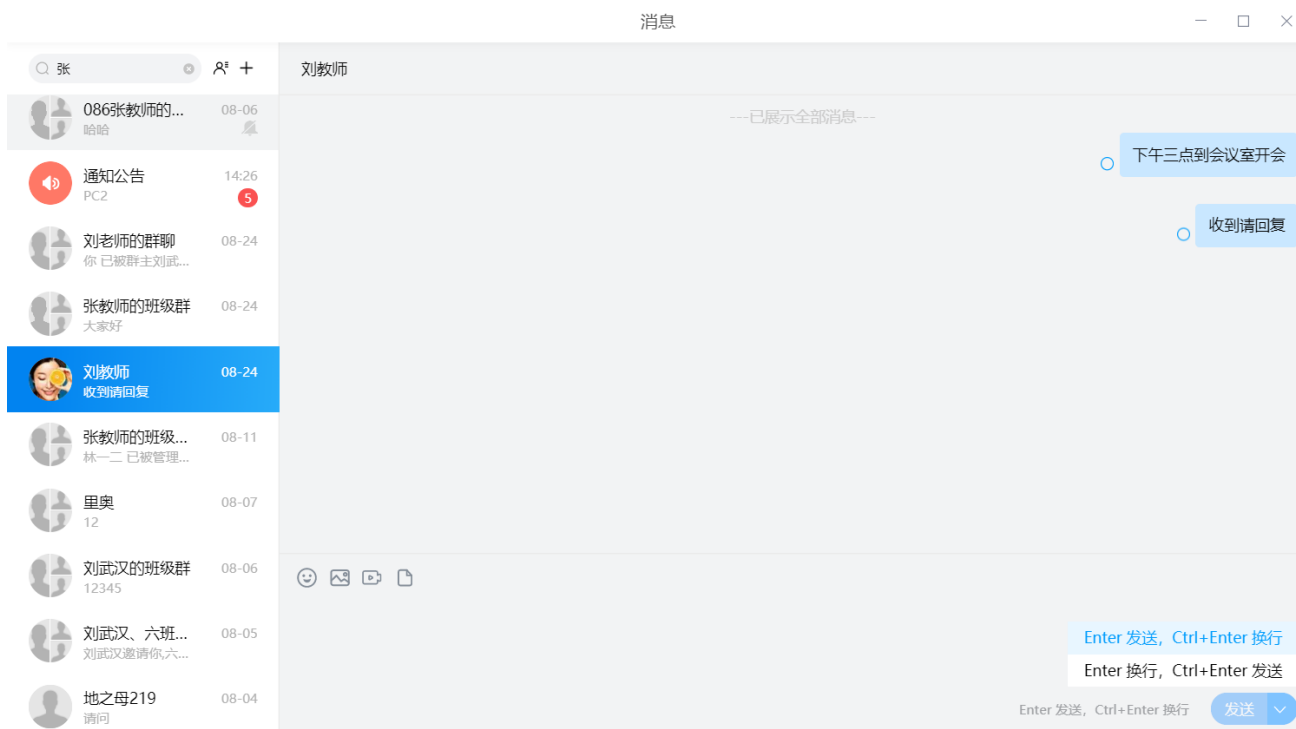 消息
张
刘教师
086张教师的... 08-06
哈哈
通知公告 14:26
PC2 5
刘老师的群聊 08-24
你 已被群主刘武...
张教师的班级群 08-24
大家好
刘教师 08-24
收到请回复
张教师的班级... 08-11
林一二 已被管理...
里奥 08-07
12
刘武汉的班级群 08-06
12345
刘武汉、六班... 08-05
刘武汉邀请你,六...
地之母219 08-04
请问
---已展示全部消息---
下午三点到会议室开会
收到请回复
Enter 发送，Ctrl+Enter 换行
Enter 换行，Ctrl+Enter 发送
Enter 发送，Ctrl+Enter 换行 发送